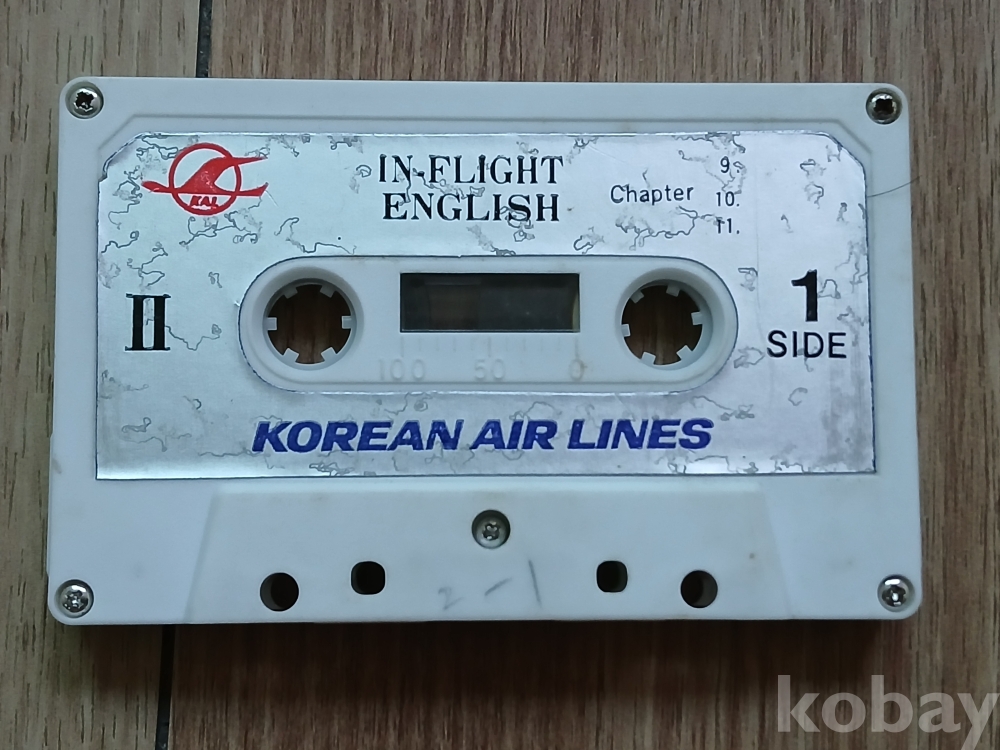 KAL
IN-FLIGHT
ENGLISH
Chapter
9.
10.
11.
II
1
SIDE
100 50 0
KOREAN AIR LINES
2-1
kobay